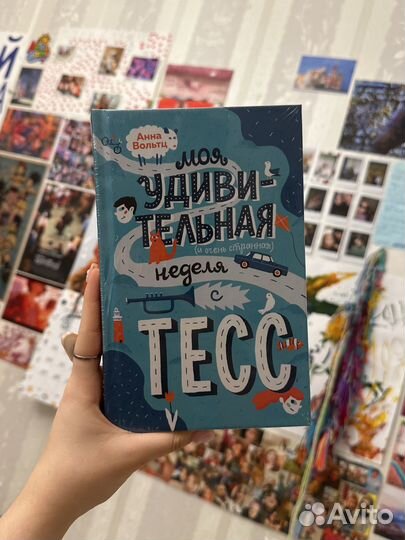 Анна
Вольтц
МОЯ
УДИВИ-
ТЕЛЬНАЯ
(и очень странная)
неделя
с
ТЕСС
Avito